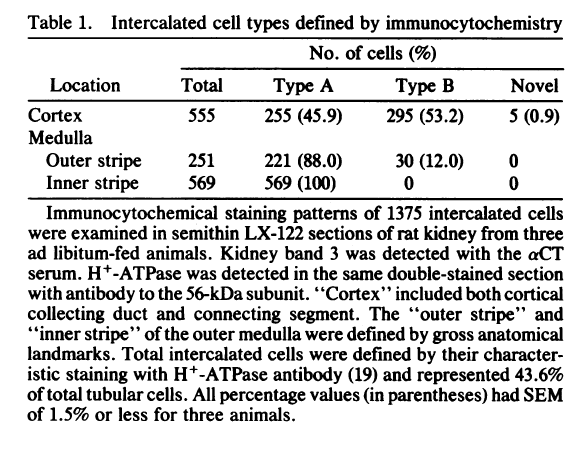 Table 1. Intercalated cell types defined by immunocytochemistry
No. of cells (%)
Location Total Type A Type B Novel
Cortex 555 255 (45.9) 295 (53.2) 5 (0.9)
Medulla
Outer stripe 251 221 (88.0) 30 (12.0) 0
Inner stripe 569 569 (100) 0 0
Immunocytochemical staining patterns of 1375 intercalated cells
were examined in semithin LX-122 sections of rat kidney from three
ad libitum-fed animals. Kidney band 3 was detected with the αCT
serum. H⁺-ATPase was detected in the same double-stained section
with antibody to the 56-kDa subunit. “Cortex” included both cortical
collecting duct and connecting segment. The “outer stripe” and
“inner stripe” of the outer medulla were defined by gross anatomical
landmarks. Total intercalated cells were defined by their character-
istic staining with H⁺-ATPase antibody (19) and represented 43.6%
of total tubular cells. All percentage values (in parentheses) had SEM
of 1.5% or less for three animals.